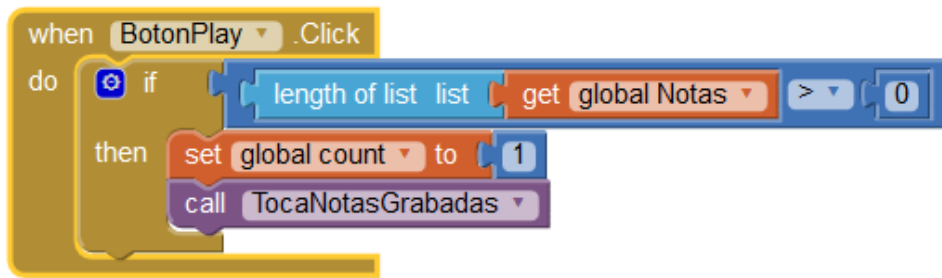 when BotonPlay .Click
do if length of list list get global Notas > 0
then set global count to 1
call TocaNotasGrabadas